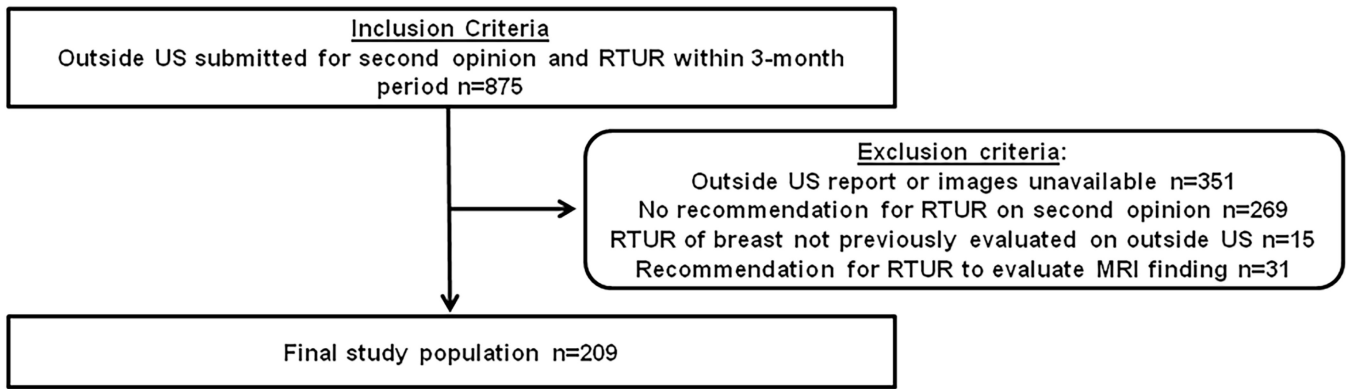 Inclusion Criteria
Outside US submitted for second opinion and RTUR within 3-month
period n=875
Exclusion criteria:
Outside US report or images unavailable n=351
No recommendation for RTUR on second opinion n=269
RTUR of breast not previously evaluated on outside US n=15
Recommendation for RTUR to evaluate MRI finding n=31
Final study population n=209